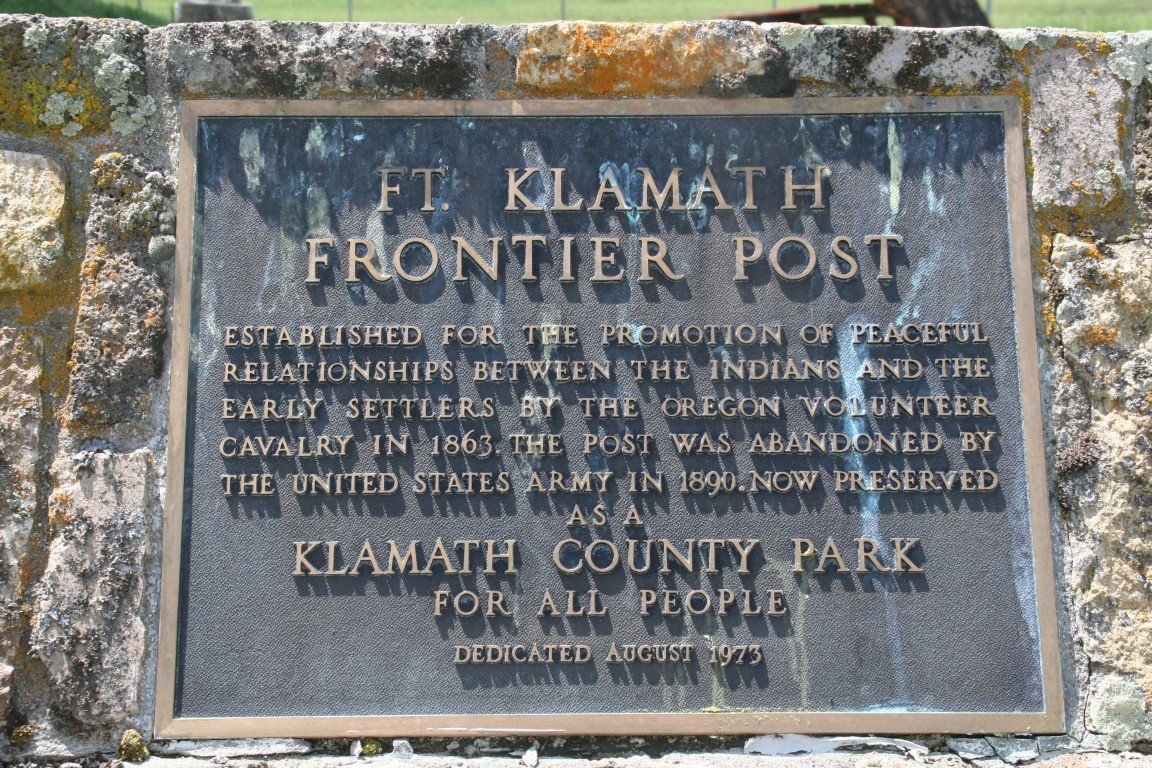 FT. KLAMATH
FRONTIER POST
ESTABLISHED FOR THE PROMOTION OF PEACEFUL
RELATIONSHIPS BETWEEN THE INDIANS AND THE
EARLY SETTLERS BY THE OREGON VOLUNTEER
CAVALRY IN 1863. THE POST WAS ABANDONED BY
THE UNITED STATES ARMY IN 1890. NOW PRESERVED
AS A
KLAMATH COUNTY PARK
FOR ALL PEOPLE
DEDICATED AUGUST 1973